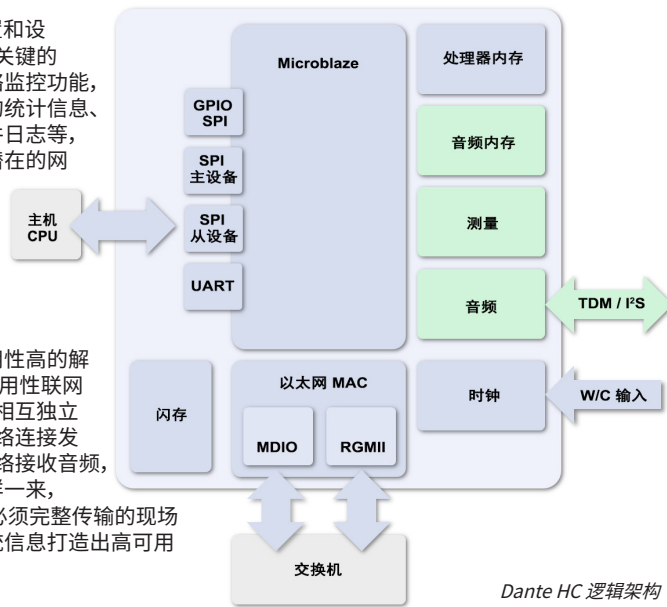 置和设
关键的
络监控功能,
的统计信息、
件日志等,
潜在的网
Microblaze
处理器内存
GPIO
SPI
音频内存
SPI
主设备
主机
CPU
SPI
从设备
测量
UART
音频
TDM / I²S
用性高的解
用性联网
相互独立
络连接发
络接收音频,
样一来,
必须完整传输的现场
统信息打造出高可用
闪存
以太网 MAC
MDIO
RGMII
时钟
W/C 输入
交换机
Dante HC 逻辑架构